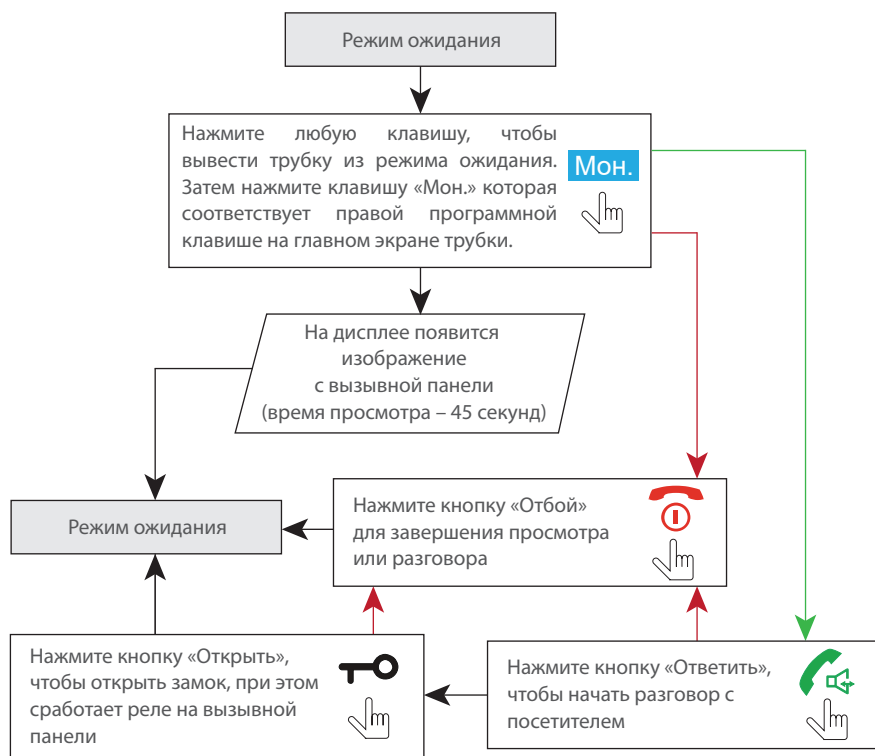 Режим ожидания
Нажмите любую клавишу, чтобы
вывести трубку из режима ожидания.
Затем нажмите клавишу «Мон.» которая
соответствует правой программной
клавише на главном экране трубки.
Мон.
На дисплее появится
изображение
с вызывной панели
(время просмотра – 45 секунд)
Режим ожидания
Нажмите кнопку «Отбой»
для завершения просмотра
или разговора
Нажмите кнопку «Открыть»,
чтобы открыть замок, при этом
сработает реле на вызывной
панели
Нажмите кнопку «Ответить»,
чтобы начать разговор с
посетителем